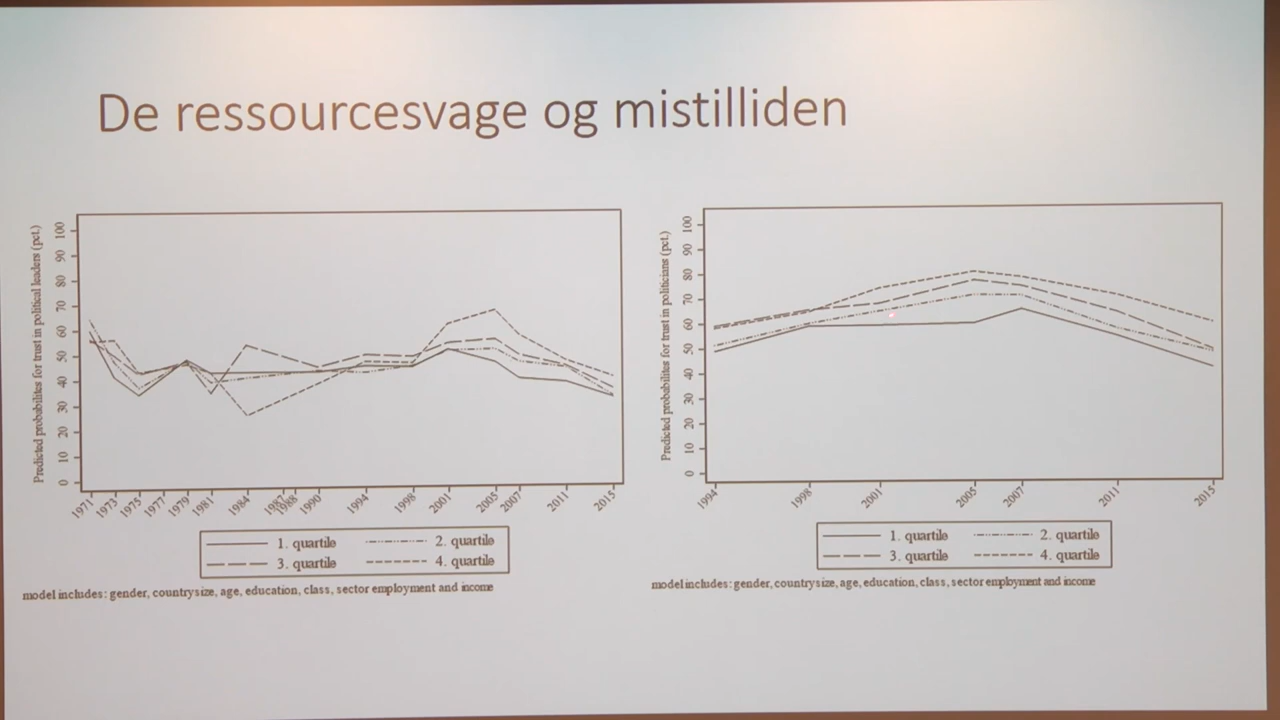 De ressourcesvage og mistilliden
Predicted probabilities for trust in political leaders (pct.)
100
90
80
70
60
50
40
30
20
10
0
1971 1973 1975 1977 1979 1981 1984 1987 1988 1990 1994 1998 2001 2005 2007 2011 2015
1. quartile 2. quartile
3. quartile 4. quartile
model includes: gender, countrysize, age, education, class, sector employment and income
Predicted probabilites for trust in politicians (pct.)
100
90
80
70
60
50
40
30
20
10
0
1994 1998 2001 2005 2007 2011 2015
1. quartile 2. quartile
3. quartile 4. quartile
model includes: gender, countrysize, age, education, class, sector employment and income